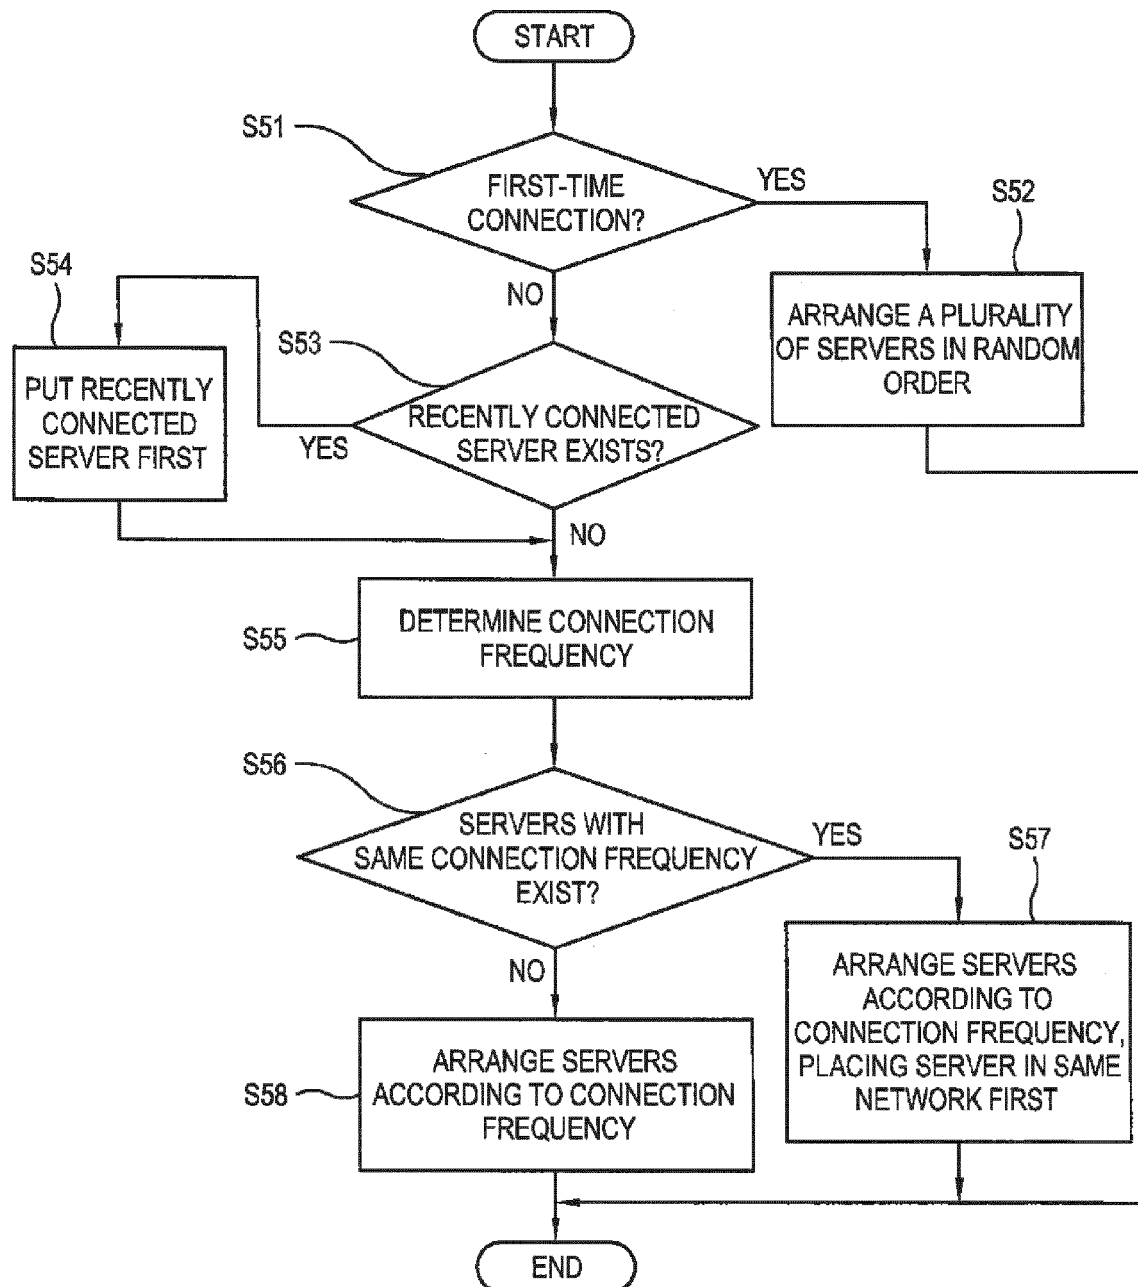 START
S51
FIRST-TIME
CONNECTION?
YES
S52
NO
ARRANGE A PLURALITY
OF SERVERS IN RANDOM
ORDER
S54
S53
PUT RECENTLY
CONNECTED
SERVER FIRST
YES
RECENTLY CONNECTED
SERVER EXISTS?
NO
S55
DETERMINE CONNECTION
FREQUENCY
S56
SERVERS WITH
SAME CONNECTION FREQUENCY
EXIST?
YES
S57
NO
ARRANGE SERVERS
ACCORDING TO
CONNECTION FREQUENCY,
PLACING SERVER IN SAME
NETWORK FIRST
S58
ARRANGE SERVERS
ACCORDING TO CONNECTION
FREQUENCY
END